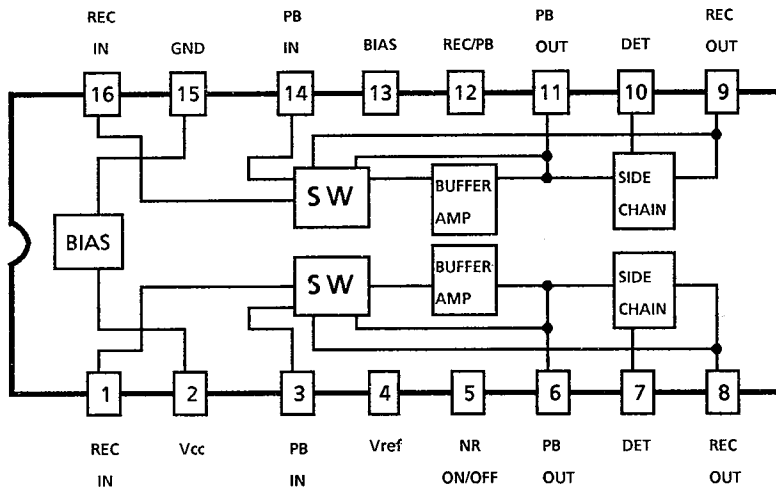 REC
IN
GND
PB
IN
BIAS
REC/PB
PB
OUT
DET
REC
OUT
16
15
14
13
12
11
10
9
SW
BUFFER
AMP
SIDE
CHAIN
BIAS
SW
BUFFER
AMP
SIDE
CHAIN
1
2
3
4
5
6
7
8
REC
IN
Vcc
PB
IN
Vref
NR
ON/OFF
PB
OUT
DET
REC
OUT